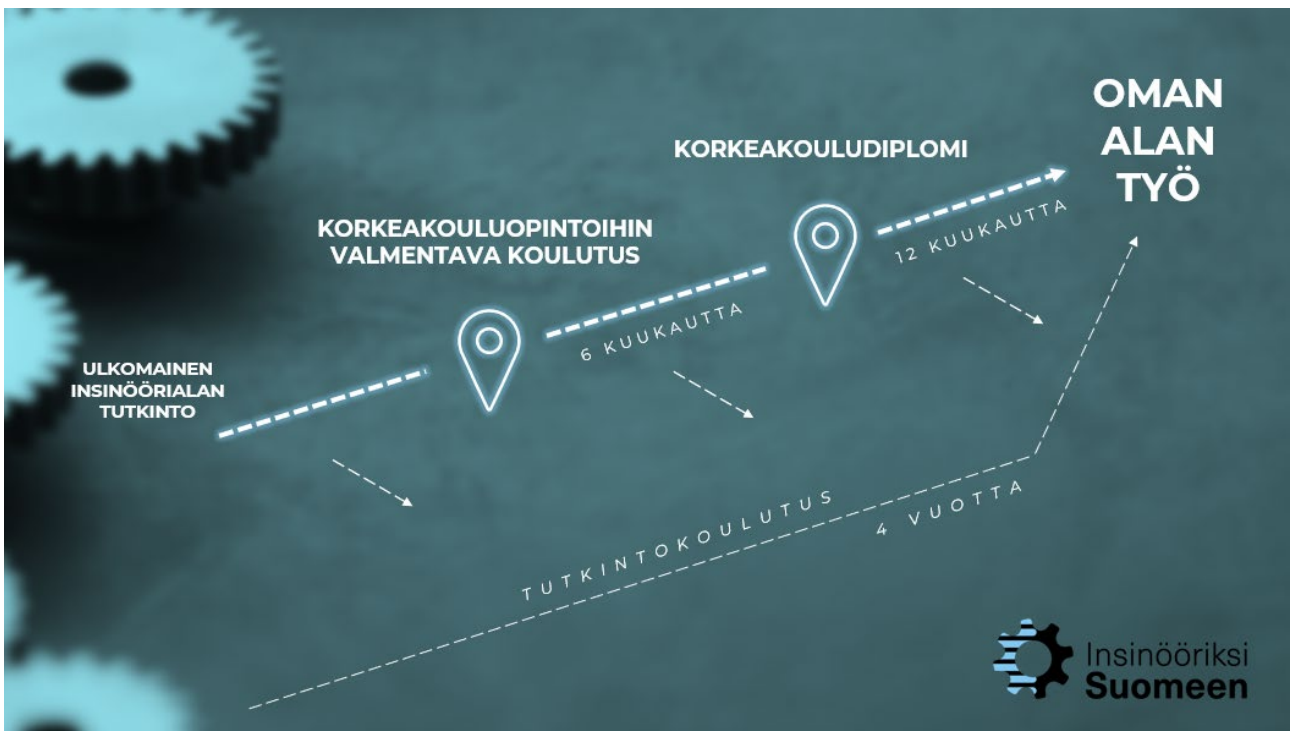 OMAN
ALAN
TYÖ
KORKEAKOULUDIPLOMI
12 KUUKAUTTA
KORKEAKOULUOPINTOIHIN
VALMENTAVA KOULUTUS
6 KUUKAUTTA
ULKOMAINEN
INSINÖÖRIALAN
TUTKINTO
TUTKINTOKOULUTUS
4 VUOTTA
Insinööriksi
Suomeen